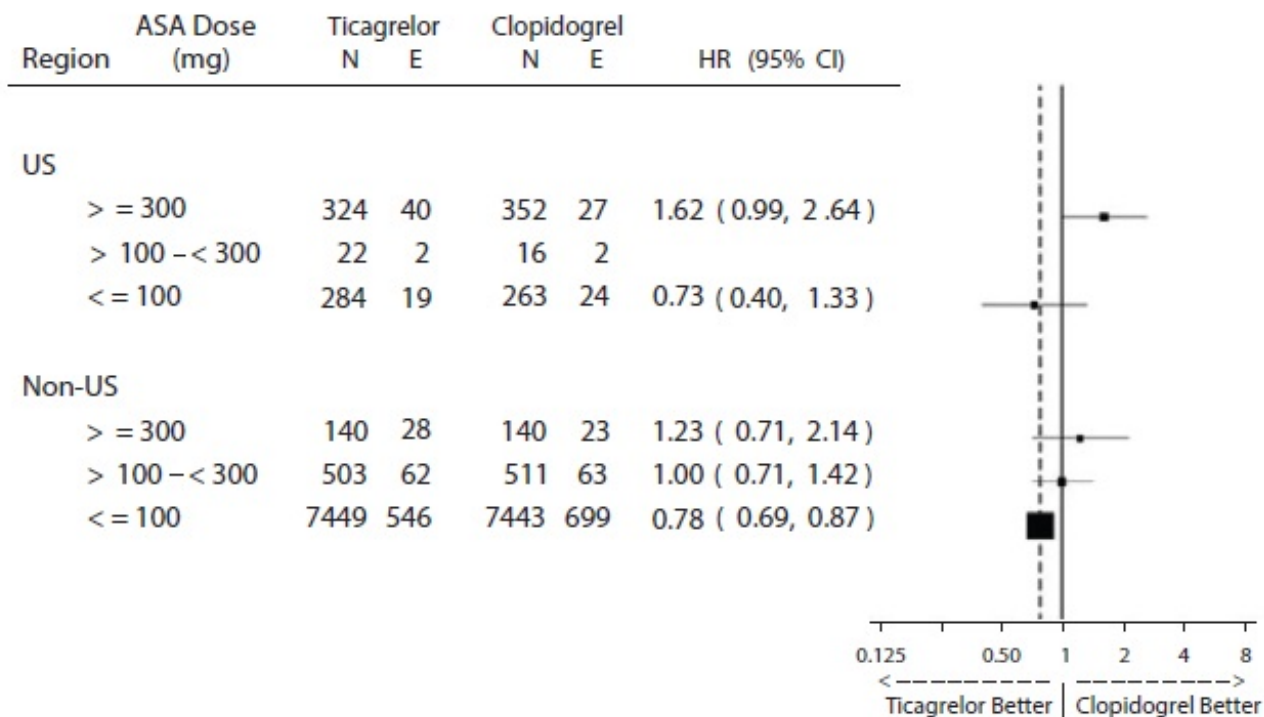 ASA Dose Ticagrelor Clopidogrel
Region (mg) N E N E HR (95% CI)
US
> = 300 324 40 352 27 1.62 ( 0.99, 2 .64 )
> 100 – < 300 22 2 16 2
< = 100 284 19 263 24 0.73 ( 0.40, 1.33 )
Non-US
> = 300 140 28 140 23 1.23 ( 0.71, 2.14 )
> 100 – < 300 503 62 511 63 1.00 ( 0.71, 1.42 )
< = 100 7449 546 7443 699 0.78 ( 0.69, 0.87 )
0.125 0.50 1 2 4 8
Ticagrelor Better | Clopidogrel Better